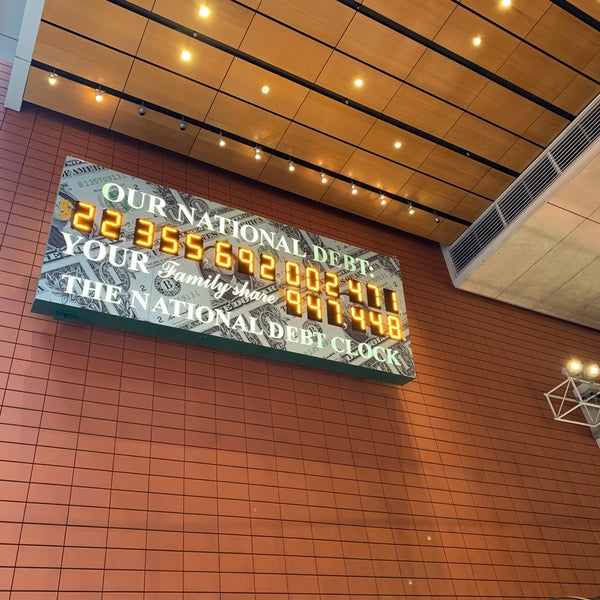 OUR NATIONAL DEBT:
$22,355,692,002,471
YOUR Family share $947,448
THE NATIONAL DEBT CLOCK